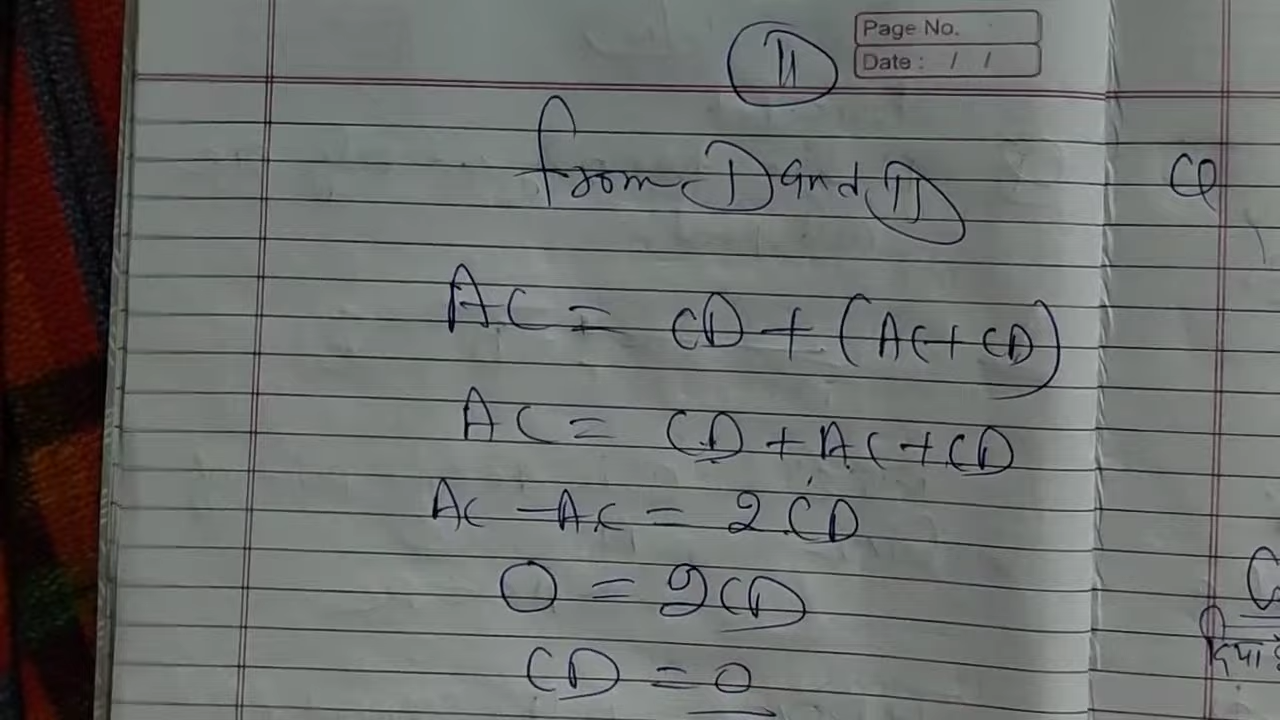 Page No.
II
Date : / /
from I and II
AC = CD + (AC + CD)
AC = CD + AC + CD
AC - AC = 2CD
0 = 2CD
CD = 0